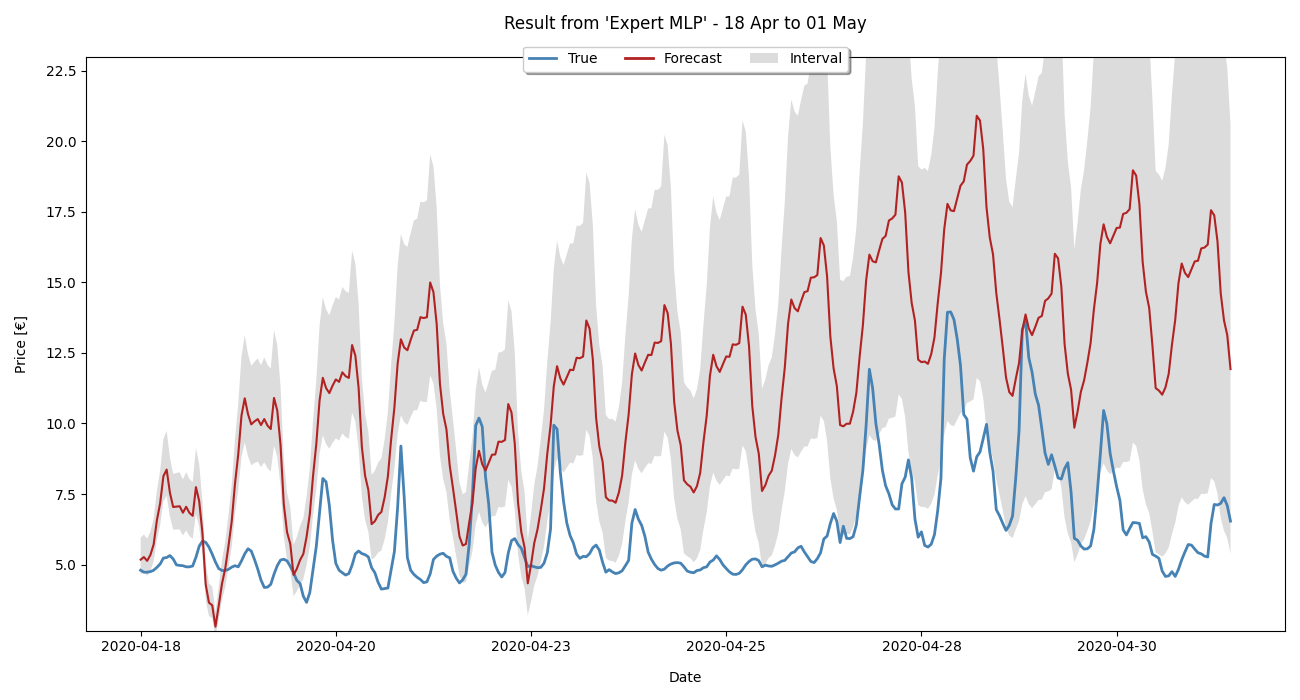 Result from 'Expert MLP' - 18 Apr to 01 May
True Forecast Interval
22.5
20.0
17.5
15.0
12.5
10.0
7.5
5.0
Price [€]
2020-04-18 2020-04-20 2020-04-23 2020-04-25 2020-04-28 2020-04-30
Date